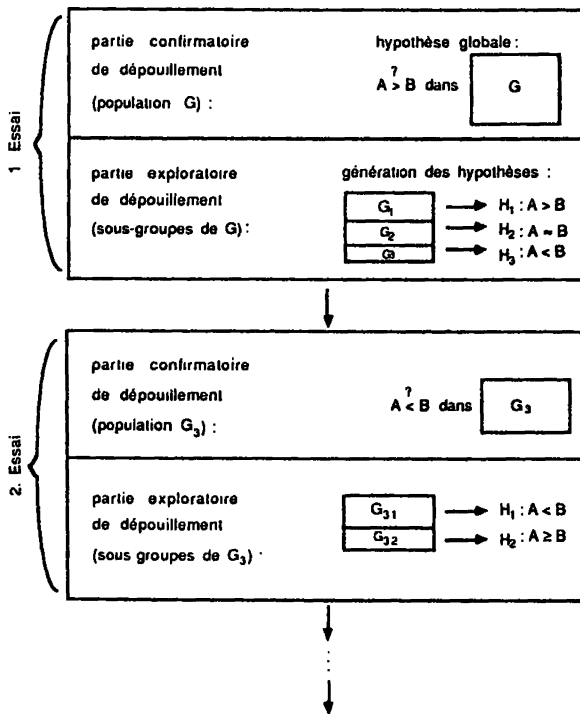 1 Essai
partie confirmatoire
de dépouillement
(population G) :
hypothèse globale :
?
A > B dans
G
partie exploratoire
de dépouillement
(sous-groupes de G):
génération des hypothèses :
G1
H1 : A > B
G2
H2 : A ≈ B
G3
H3 : A < B
2. Essai
partie confirmatoire
de dépouillement
(population G3) :
?
A < B dans
G3
partie exploratoire
de dépouillement
(sous groupes de G3) ·
G31
H1 : A < B
G32
H2 : A ≥ B